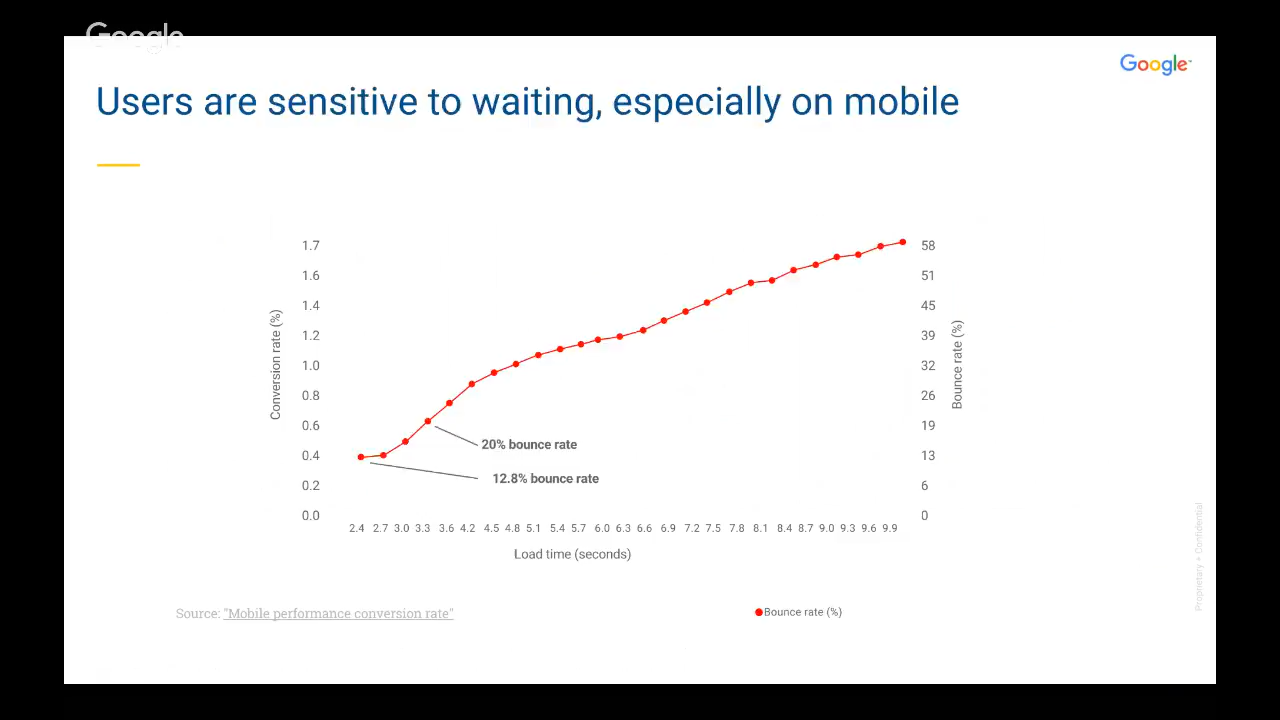 Google
Google
Users are sensitive to waiting, especially on mobile
1.7
1.6
1.4
1.2
1.0
0.8
0.6
0.4
0.2
0.0
Conversion rate (%)
58
51
45
39
32
26
19
13
6
0
Bounce rate (%)
20% bounce rate
12.8% bounce rate
2.4 2.7 3.0 3.3 3.6 4.2 4.5 4.8 5.1 5.4 5.7 6.0 6.3 6.6 6.9 7.2 7.5 7.8 8.1 8.4 8.7 9.0 9.3 9.6 9.9
Load time (seconds)
Source: "Mobile performance conversion rate"
Bounce rate (%)
Proprietary + Confidential